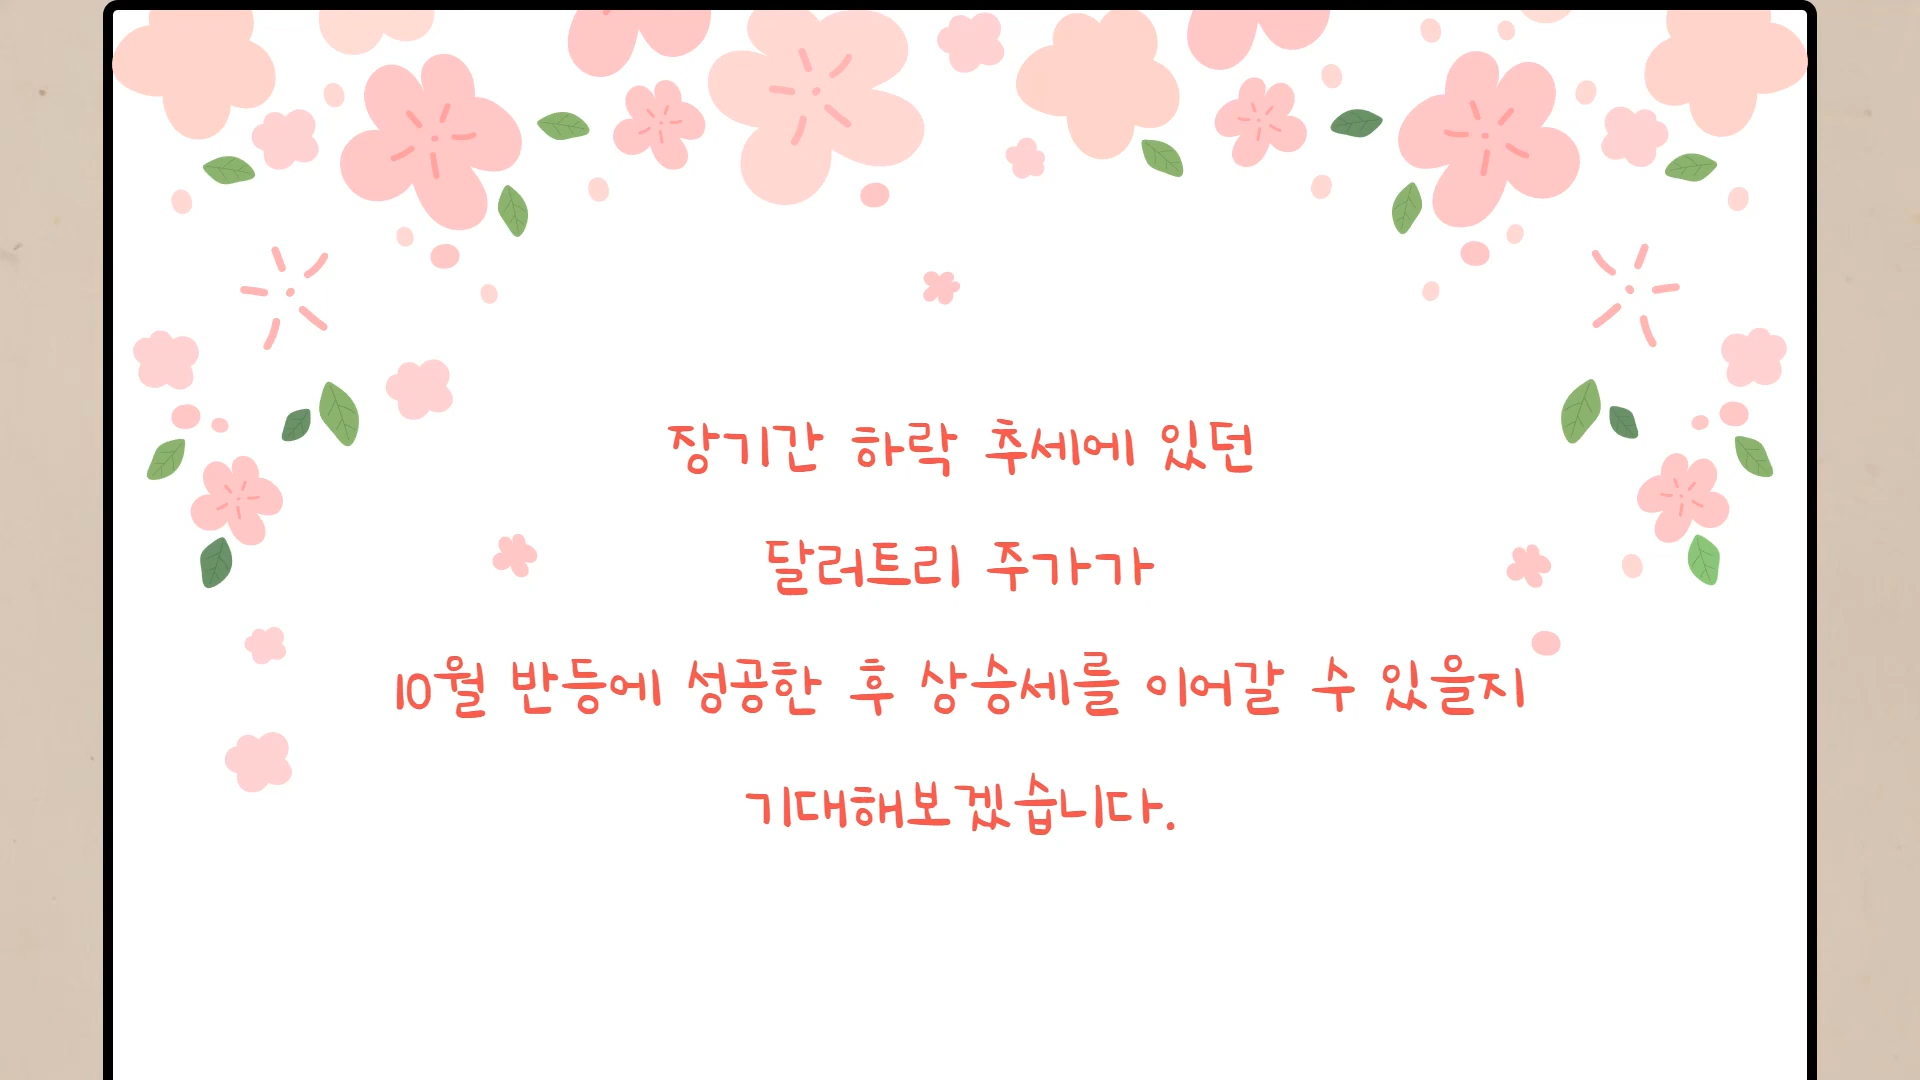 장기간 하락 추세에 있던
달러트리 주가가
10월 반등에 성공한 후 상승세를 이어갈 수 있을지
기대해보겠습니다.